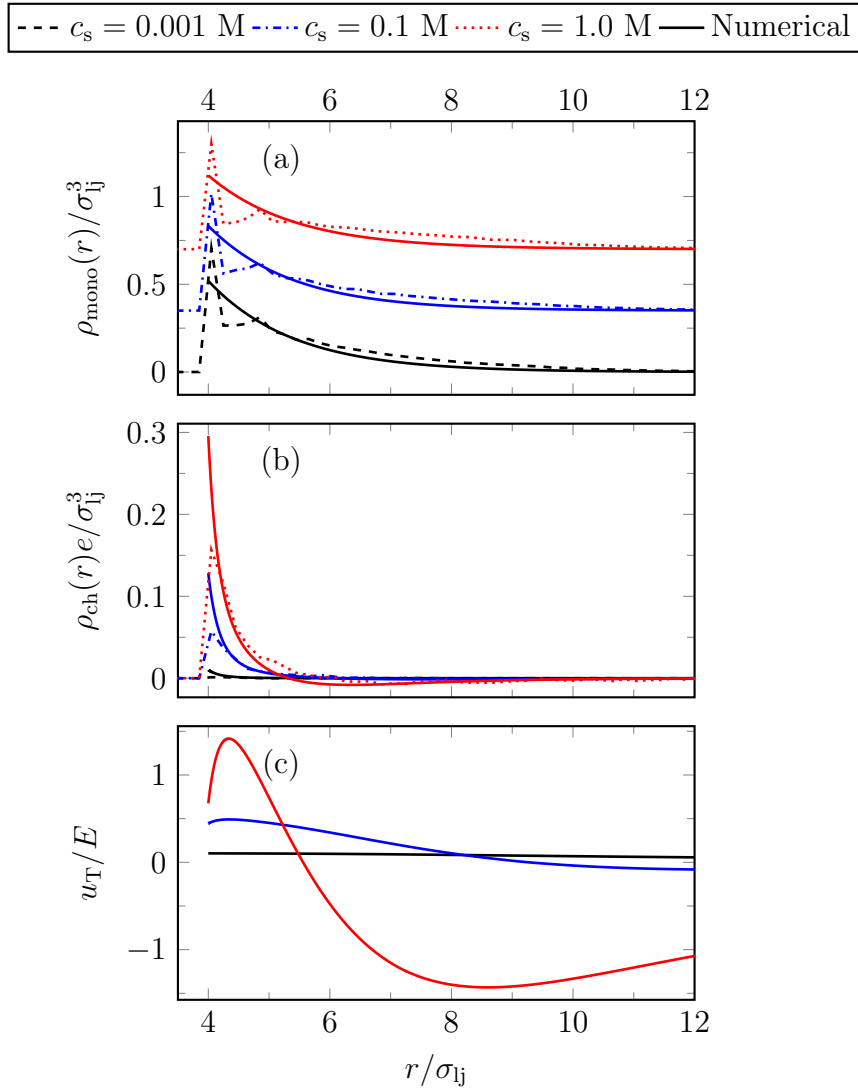 c_s = 0.001 M c_s = 0.1 M c_s = 1.0 M Numerical
4 6 8 10 12
(a)
1
0.5
0
ρ_mono(r)/σ_lj^3
(b)
0.3
0.2
0.1
0
ρ_ch(r)e/σ_lj^3
(c)
1
0
−1
u_T/E
4 6 8 10 12
r/σ_lj